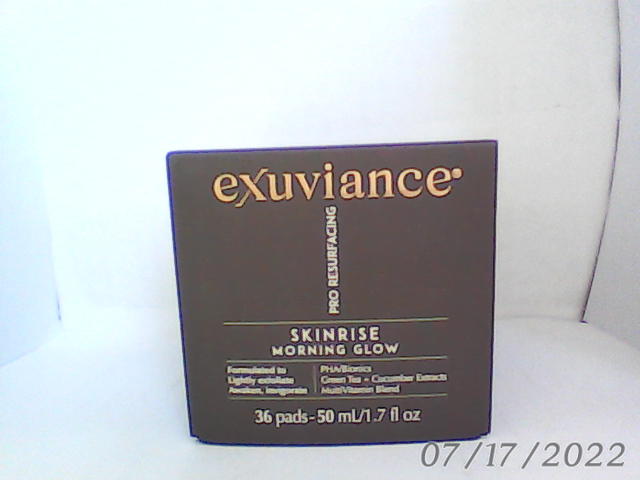 exuviance®
PRO RESURFACING
SKINRISE
MORNING GLOW
Formulated to
Lightly exfoliate
Awaken, Invigorate
PHA/Bionics
Green Tea + Cucumber Extracts
MultiVitamin Blend
36 pads-50 mL/1.7 fl oz
07/17/2022